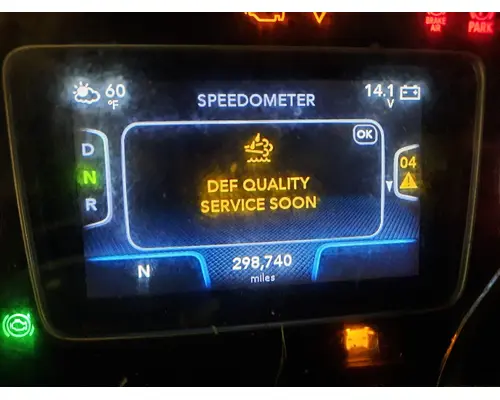 BRAKE AIR
PARK
60 °F
SPEEDOMETER
14.1 V
OK
D
N
R
04
DEF QUALITY
SERVICE SOON
N
298,740
miles